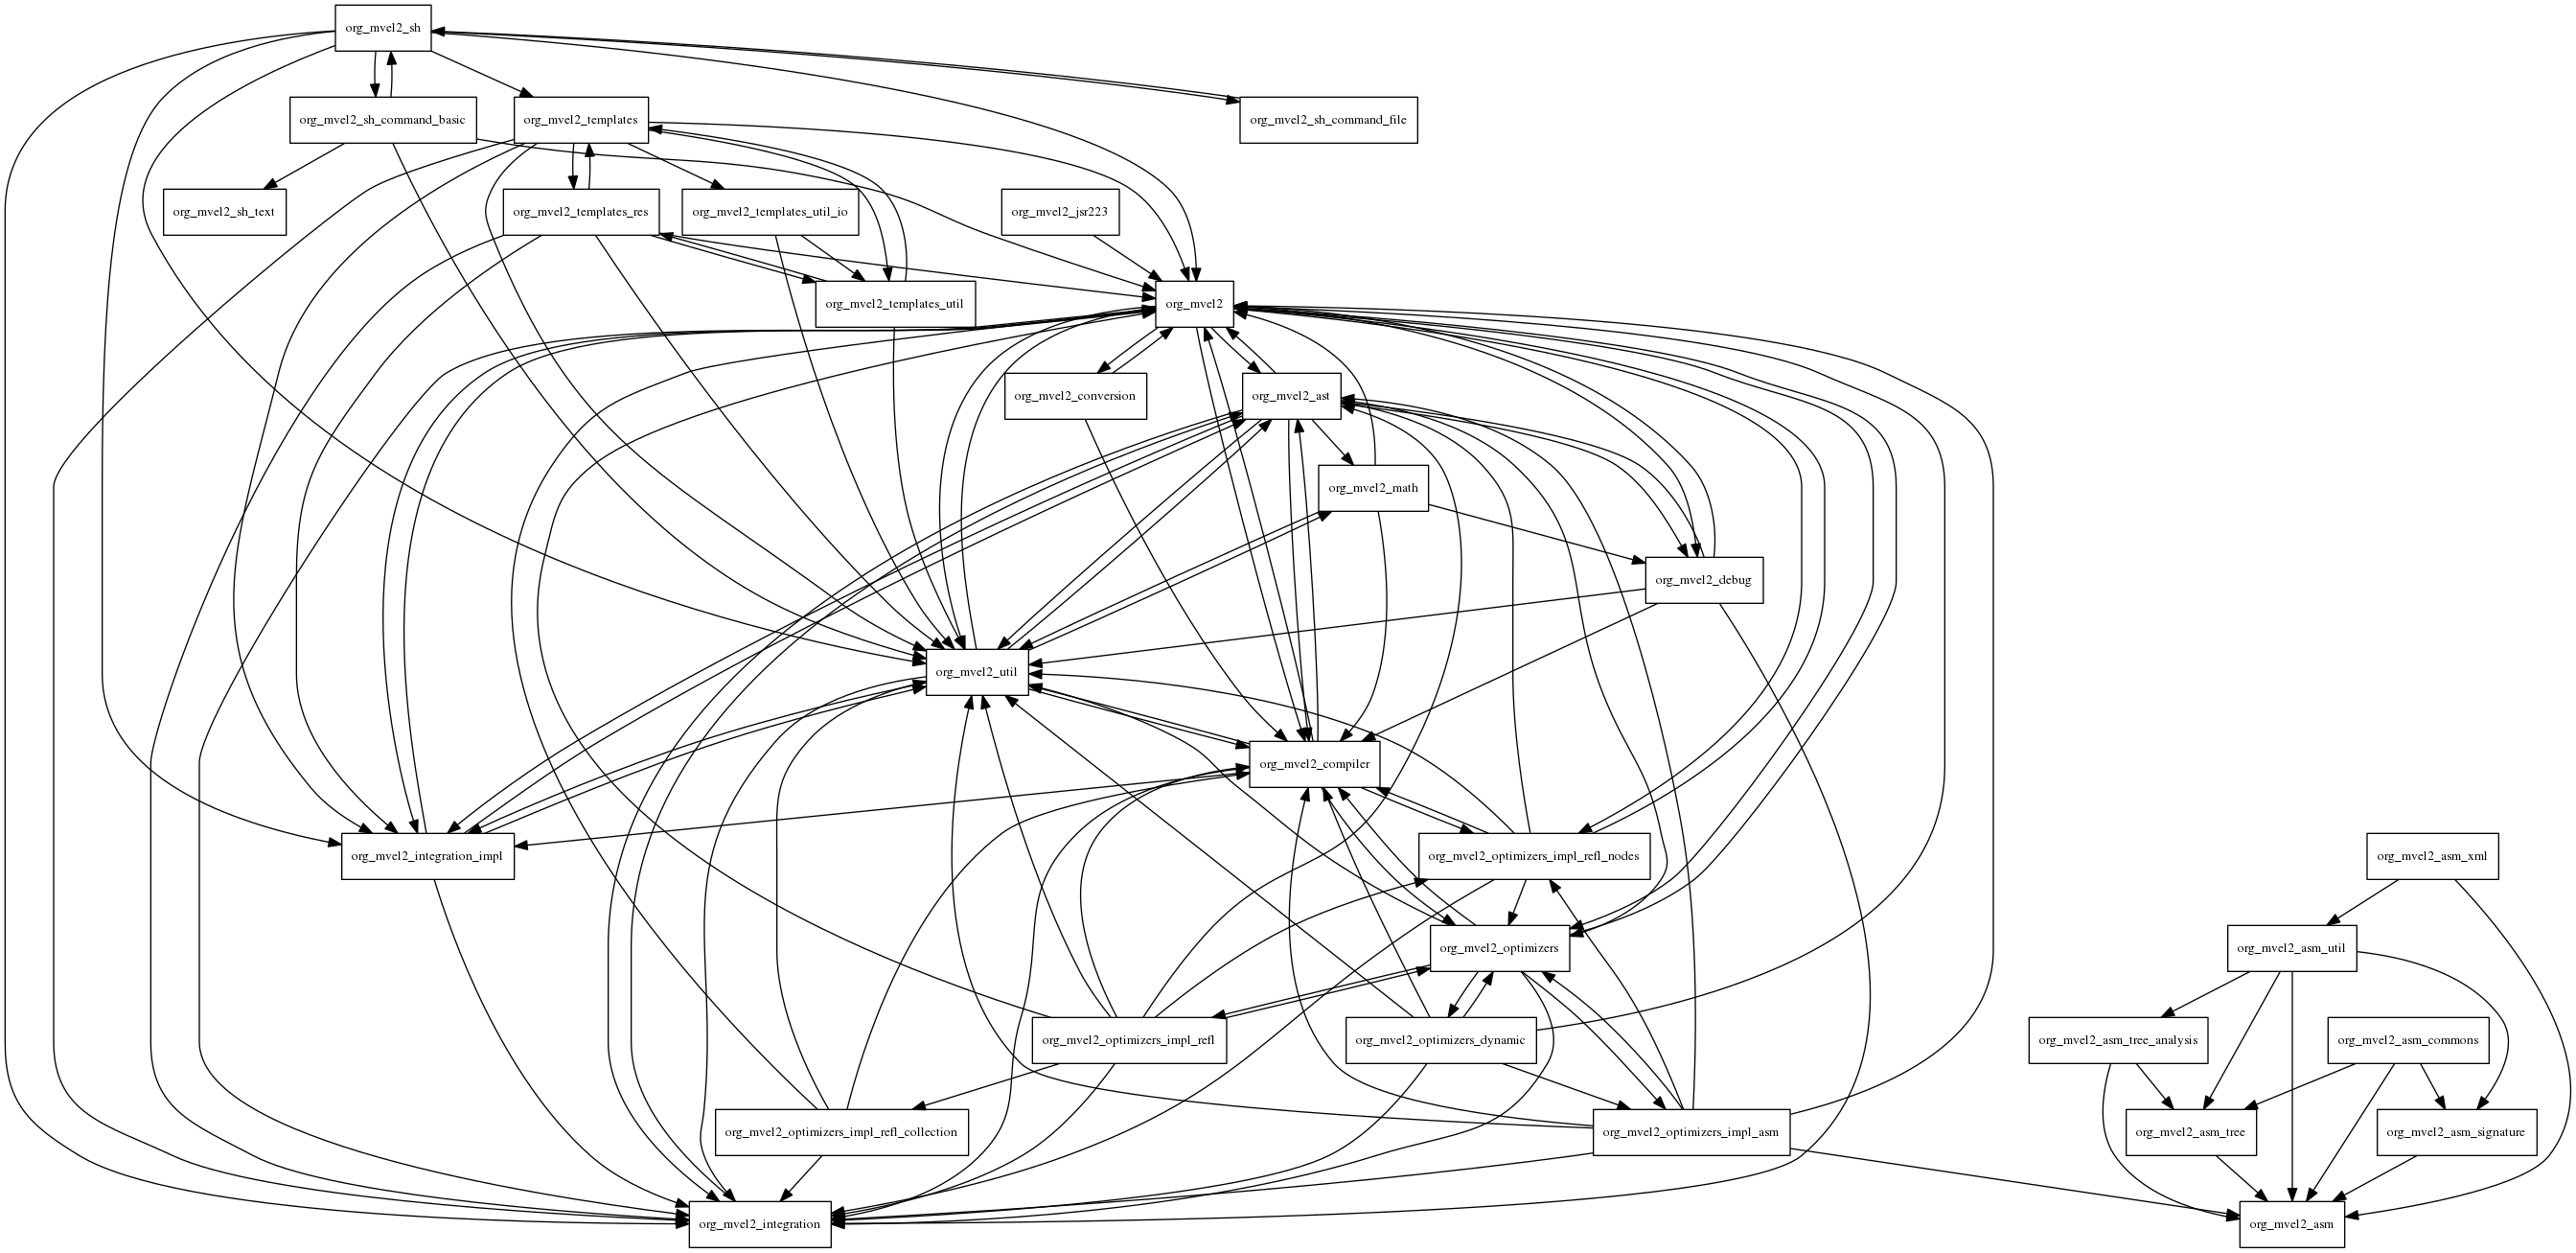 org_mvel2_sh
org_mvel2_sh_command_basic
org_mvel2_templates
org_mvel2_sh_command_file
org_mvel2_sh_text
org_mvel2_templates_res
org_mvel2_templates_util_io
org_mvel2_jsr223
org_mvel2_templates_util
org_mvel2
org_mvel2_conversion
org_mvel2_ast
org_mvel2_math
org_mvel2_debug
org_mvel2_util
org_mvel2_compiler
org_mvel2_integration_impl
org_mvel2_optimizers_impl_refl_nodes
org_mvel2_asm_xml
org_mvel2_optimizers
org_mvel2_asm_util
org_mvel2_optimizers_impl_refl
org_mvel2_optimizers_dynamic
org_mvel2_asm_tree_analysis
org_mvel2_asm_commons
org_mvel2_optimizers_impl_refl_collection
org_mvel2_optimizers_impl_asm
org_mvel2_asm_tree
org_mvel2_asm_signature
org_mvel2_integration
org_mvel2_asm